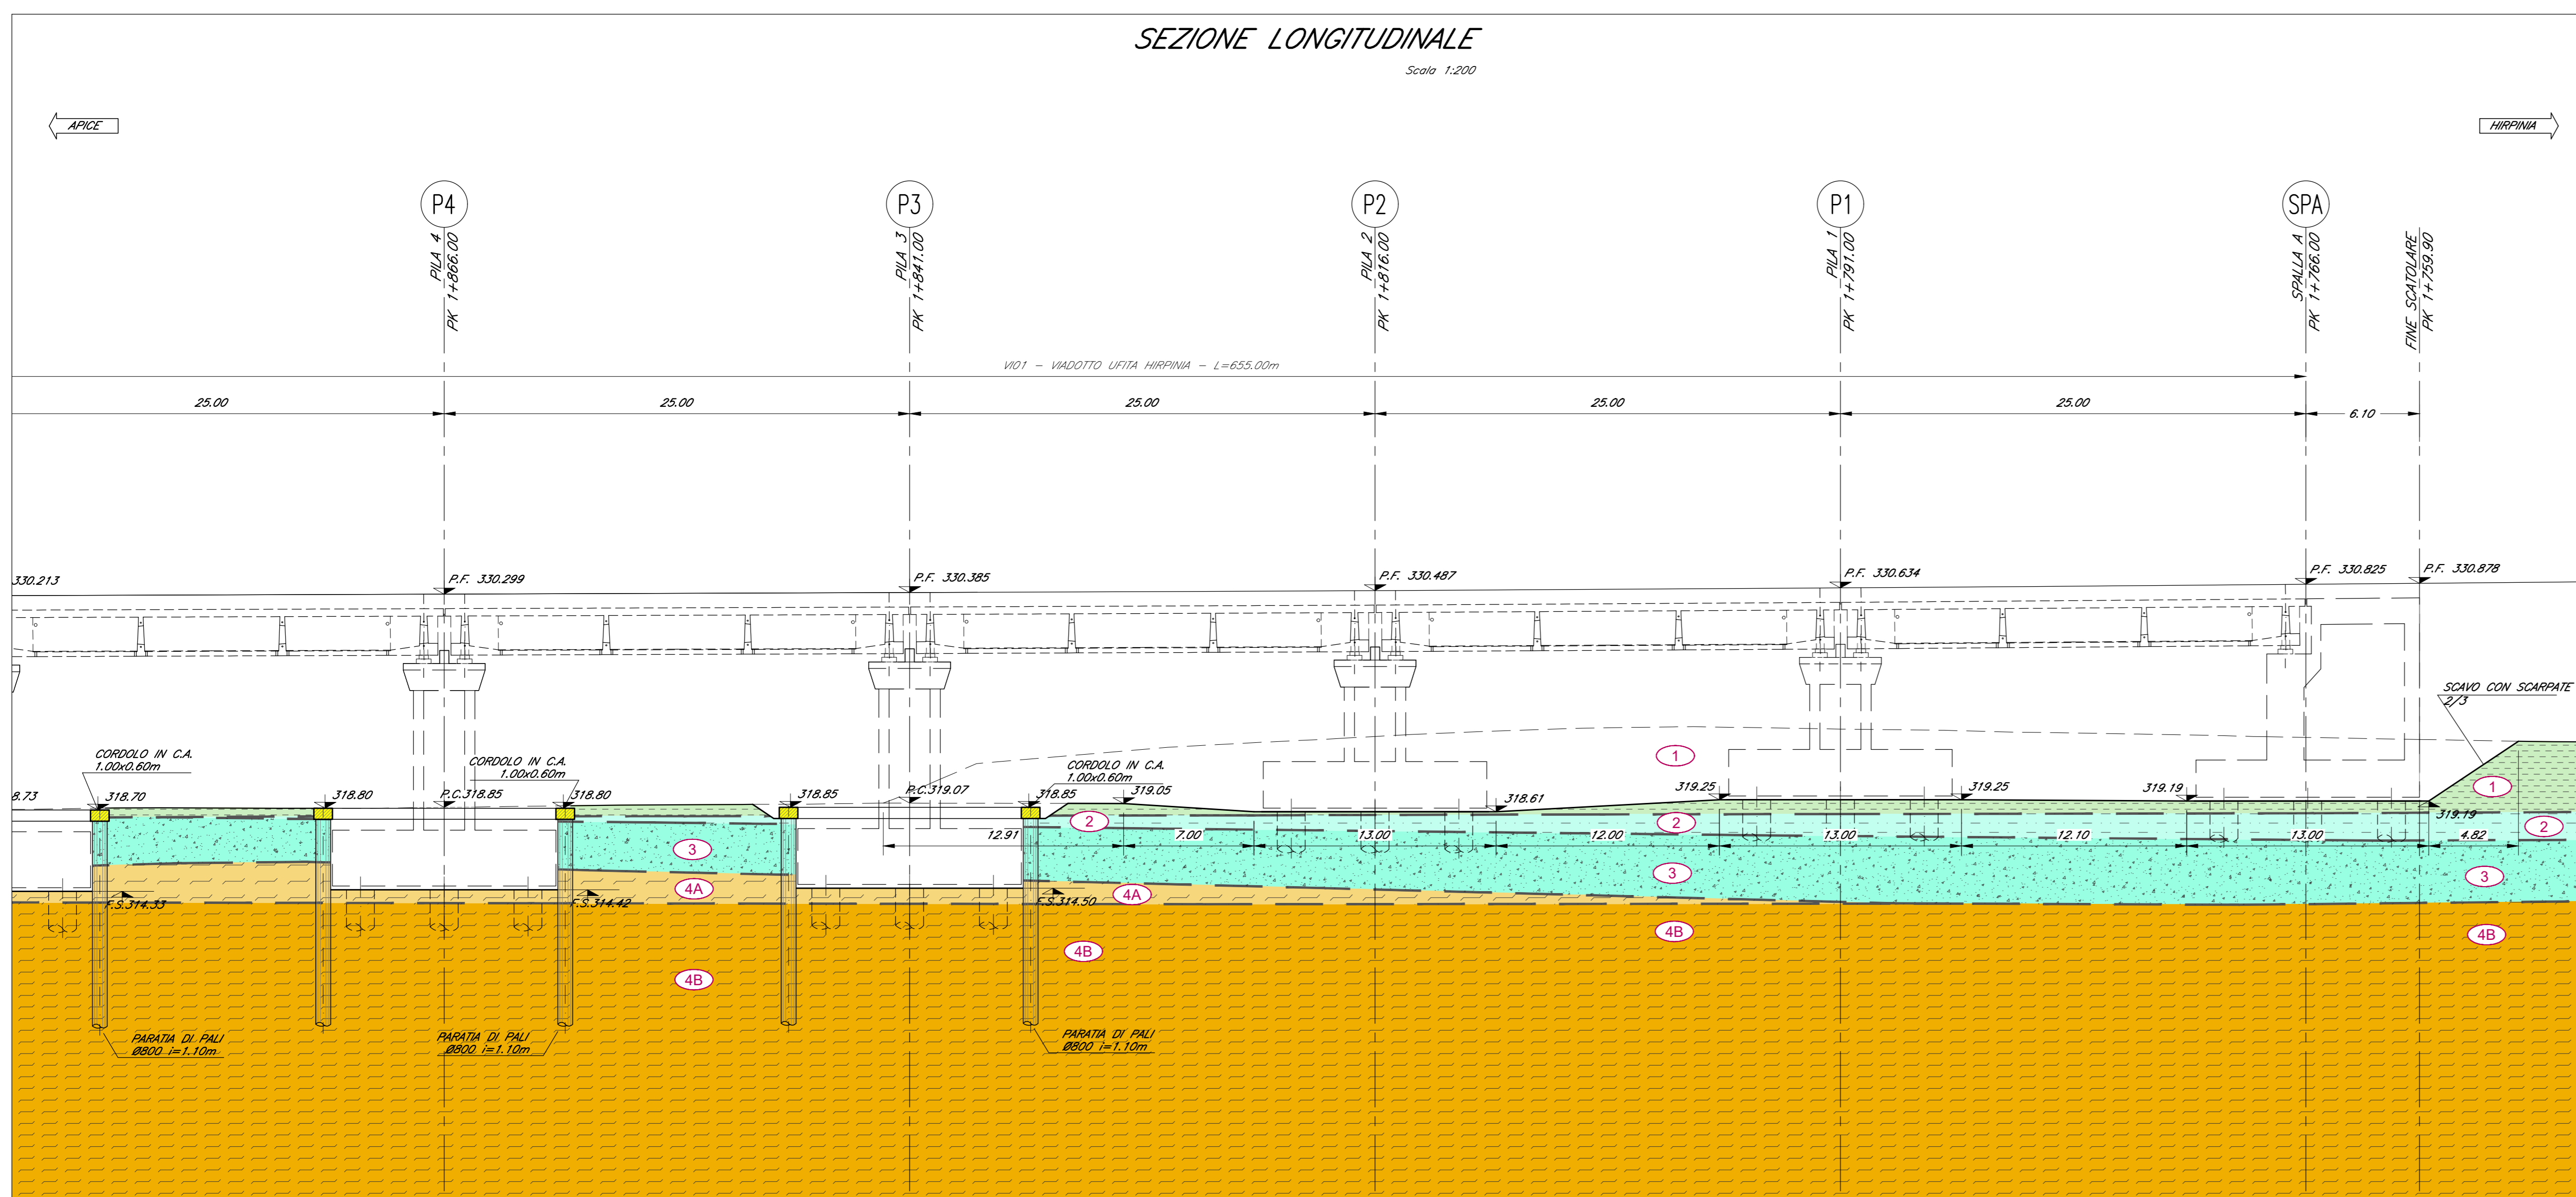 SEZIONE LONGITUDINALE
Scala 1:200
APICE
HIRPINIA
P4
P3
P2
P1
SPA
PILA 4
PK 1+866.00
PILA 3
PK 1+841.00
PILA 2
PK 1+816.00
PILA 1
PK 1+791.00
SPALLA A
PK 1+766.00
FINE SCATOLARE
PK 1+759.90
VI01 - VIADOTTO UFITA HIRPINIA - L=655.00m
25.00
25.00
25.00
25.00
25.00
6.10
330.213
P.F. 330.299
P.F. 330.385
P.F. 330.487
P.F. 330.634
P.F. 330.825
P.F. 330.878
SCAVO CON SCARPATE
2/3
CORDOLO IN C.A.
1.00x0.60m
CORDOLO IN C.A.
1.00x0.60m
CORDOLO IN C.A.
1.00x0.60m
1
1
8.73
318.70
318.80
P.C.318.85
318.80
318.85
P.C.319.07
318.85
319.05
318.61
319.25
319.25
319.19
319.19
2
2
2
12.91
7.00
13.00
12.00
13.00
12.10
13.00
4.82
3
3
3
4A
4A
F.S.314.33
F.S.314.42
F.S.314.50
4B
4B
4B
4B
PARATIA DI PALI
Ø800 i=1.10m
PARATIA DI PALI
Ø800 i=1.10m
PARATIA DI PALI
Ø800 i=1.10m